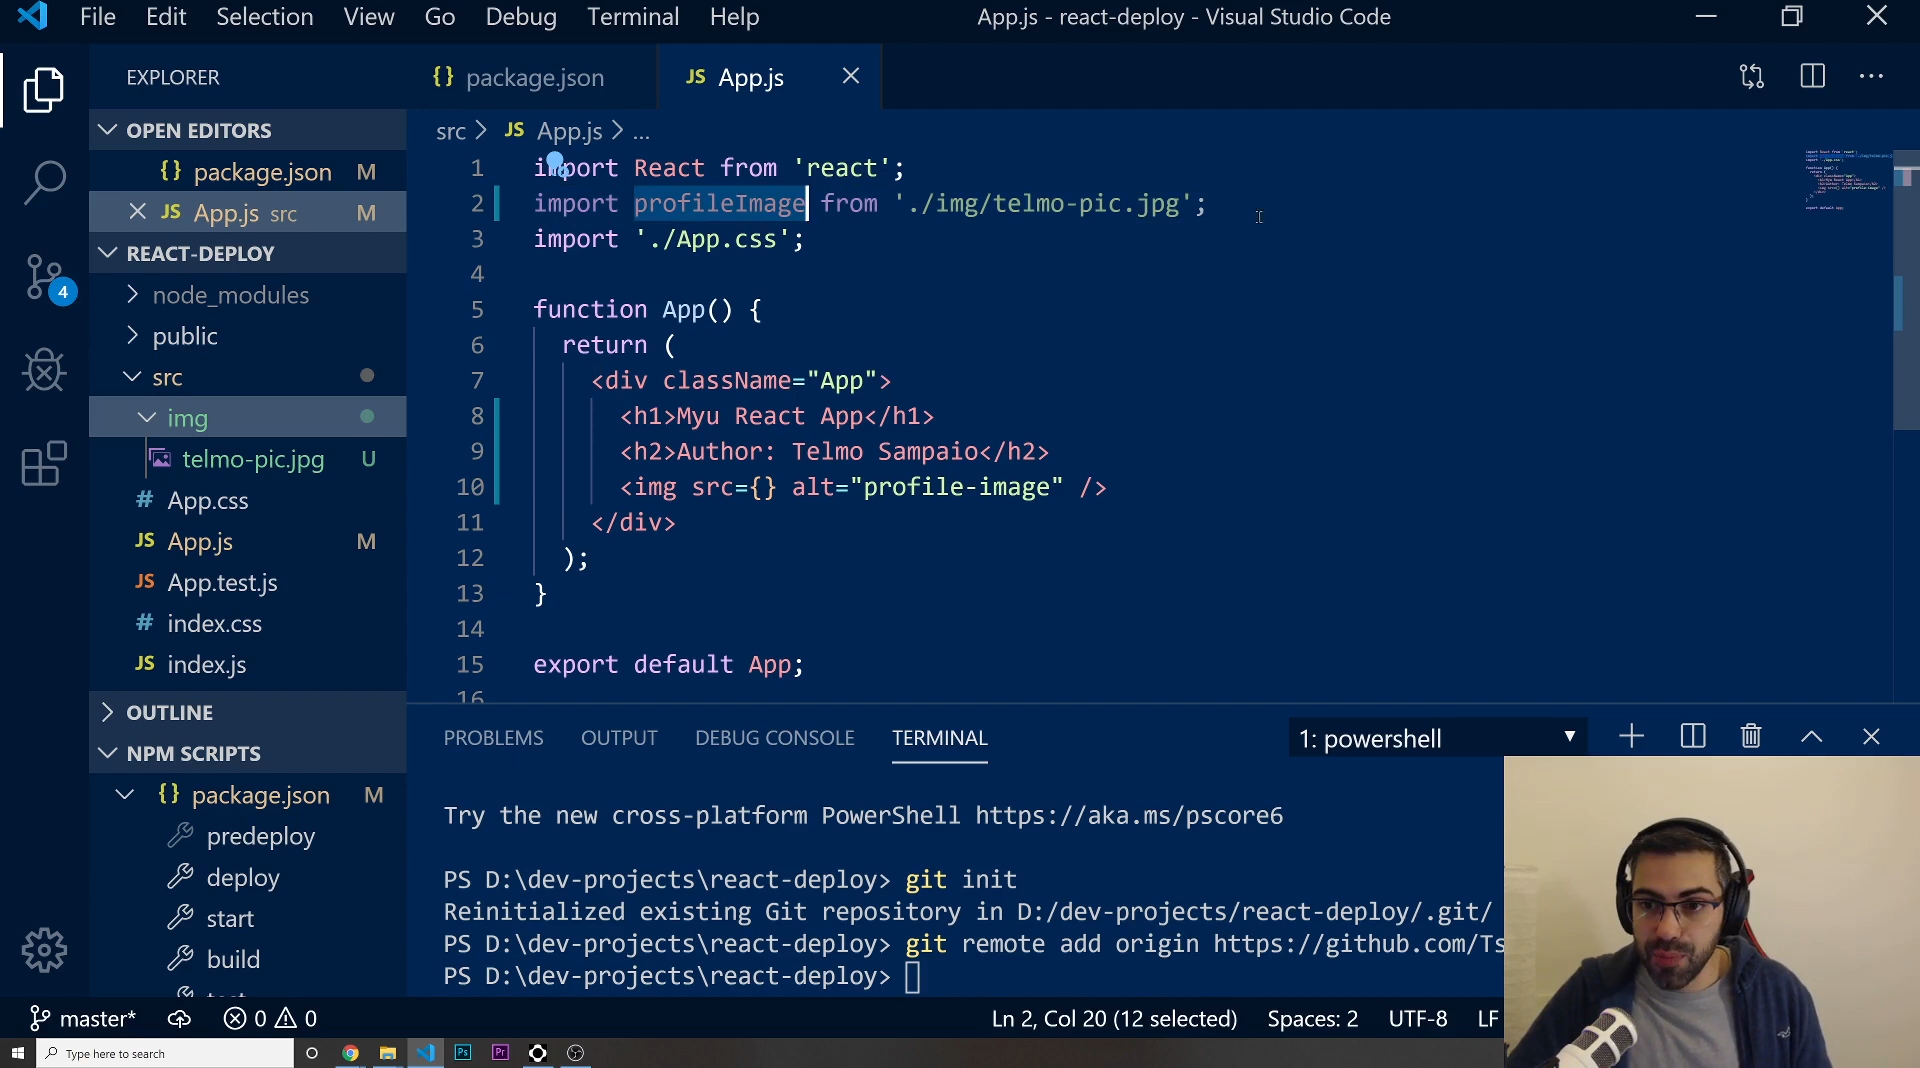 File Edit Selection View Go Debug Terminal Help
App.js - react-deploy - Visual Studio Code
EXPLORER
OPEN EDITORS
{} package.json M
JS App.js src M
REACT-DEPLOY
node_modules
public
src
img
telmo-pic.jpg U
# App.css
JS App.js M
JS App.test.js
# index.css
JS index.js
OUTLINE
NPM SCRIPTS
{} package.json M
predeploy
deploy
start
build
4
{} package.json
JS App.js
src > JS App.js > ...
1 import React from 'react';
2 import profileImage from './img/telmo-pic.jpg';
3 import './App.css';
4
5 function App() {
6 return (
7 <div className="App">
8 <h1>Myu React App</h1>
9 <h2>Author: Telmo Sampaio</h2>
10 <img src={} alt="profile-image" />
11 </div>
12 );
13 }
14
15 export default App;
16
PROBLEMS OUTPUT DEBUG CONSOLE TERMINAL
1: powershell
Try the new cross-platform PowerShell https://aka.ms/pscore6
PS D:\dev-projects\react-deploy> git init
Reinitialized existing Git repository in D:/dev-projects/react-deploy/.git/
PS D:\dev-projects\react-deploy> git remote add origin https://github.com/Ts
PS D:\dev-projects\react-deploy>
master* 0 0
Ln 2, Col 20 (12 selected) Spaces: 2 UTF-8 LF
Type here to search
Ps
Pr